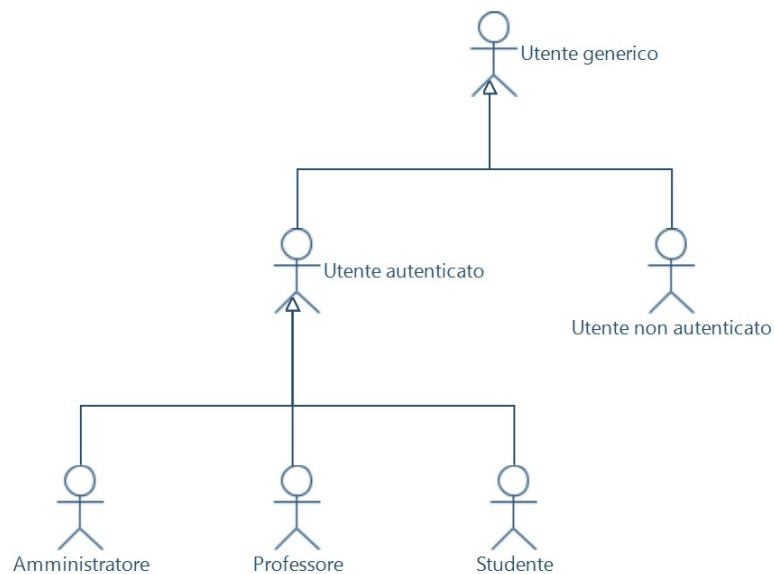 Utente generico
Utente autenticato
Utente non autenticato
Amministratore
Professore
Studente